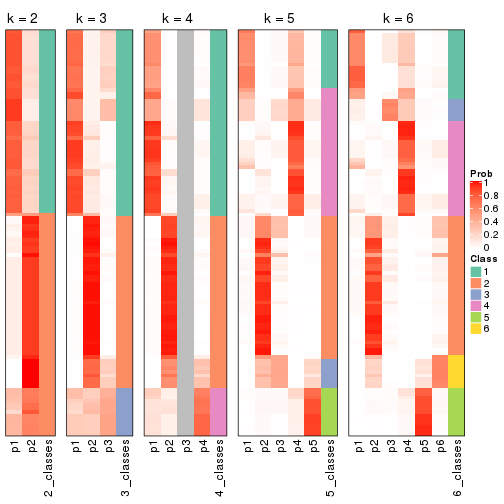 k = 2
k = 3
k = 4
k = 5
k = 6
Prob
1
0.8
0.6
0.4
0.2
0
Class
1
2
3
4
5
6
p1
p2
2_classes
p1
p2
p3
3_classes
p1
p2
p3
p4
4_classes
p1
p2
p3
p4
p5
5_classes
p1
p2
p3
p4
p5
p6
6_classes